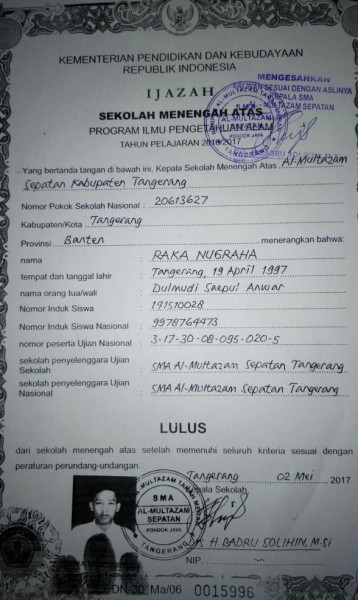 KEMENTERIAN PENDIDIKAN DAN KEBUDAYAAN
REPUBLIK INDONESIA
IJAZAH
SEKOLAH MENENGAH ATAS
PROGRAM ILMU PENGETAHUAN ALAM
TAHUN PELAJARAN 2016/2017
MENGESAHKAN
SESUAI DENGAN ASLINYA
KEPALA SMA
AL-MULTAZAM SEPATAN
Yang bertanda tangan di bawah ini, Kepala Sekolah Menengah Atas Al-Multazam
Sepatan Kabupaten Tangerang
Nomor Pokok Sekolah Nasional : 20613627
Kabupaten/Kota : Tangerang
Provinsi Banten menerangkan bahwa:
nama : RAKA NUGRAHA
tempat dan tanggal lahir : Tangerang, 19 April 1997
nama orang tua/wali : Dulmudi Saepul Anwar
Nomor Induk Siswa : 141510028
Nomor Induk Siswa Nasional : 9978764473
nomor peserta Ujian Nasional : 3-17-30-08-095-020-5
sekolah penyelenggara Ujian
Sekolah : SMA Al-Multazam Sepatan Tangerang
sekolah penyelenggara Ujian
Nasional : SMA Al-Multazam Sepatan Tangerang
LULUS
dari sekolah menengah atas setelah memenuhi seluruh kriteria sesuai dengan
peraturan perundang-undangan.
Tangerang, 02 Mei 2017
Kepala Sekolah,
SMA
AL-MULTAZAM
SEPATAN
PONDOK JAYA
TANGERANG
H. BADRU SOLIHIN, M.Si
NIP.
DN-30 Ma/06 0015996